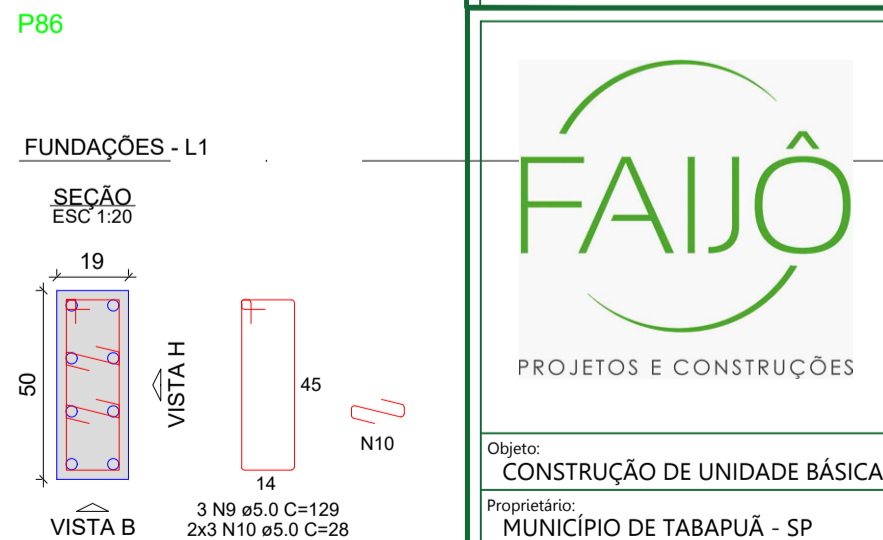 P86
FUNDAÇÕES - L1
SEÇÃO
ESC 1:20
19
50
VISTA H
VISTA B
45
14
N10
3 N9 ø5.0 C=129
2x3 N10 ø5.0 C=28
FAIJÔ
PROJETOS E CONSTRUÇÕES
Objeto:
CONSTRUÇÃO DE UNIDADE BÁSICA
Proprietário:
MUNICÍPIO DE TABAPUÃ - SP